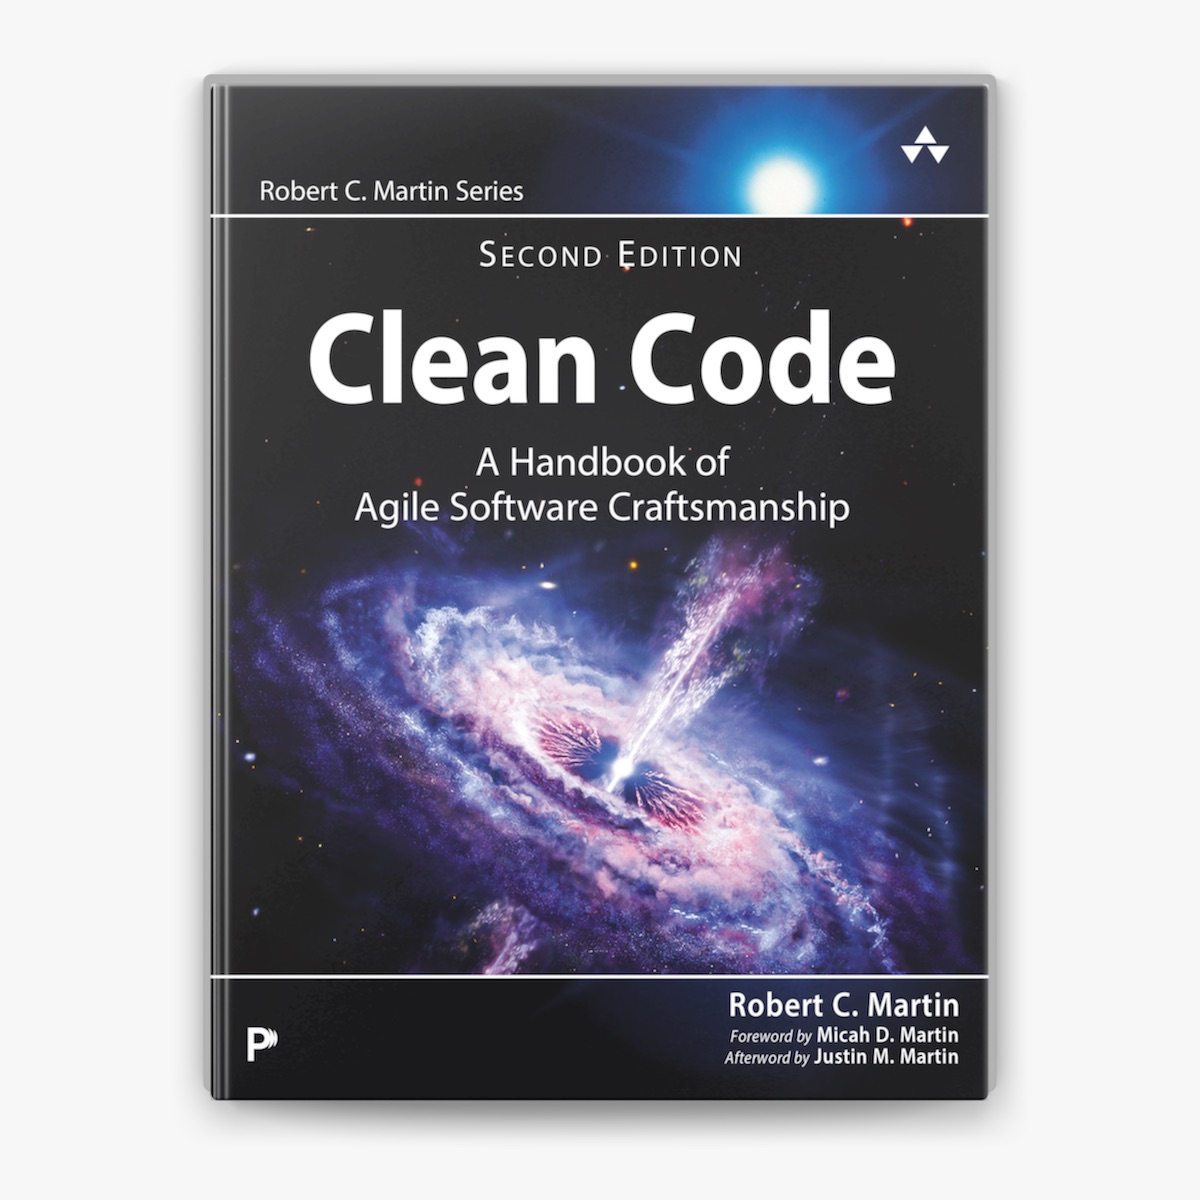 Robert C. Martin Series
SECOND EDITION
Clean Code
A Handbook of
Agile Software Craftsmanship
P
Robert C. Martin
Foreword by Micah D. Martin
Afterword by Justin M. Martin